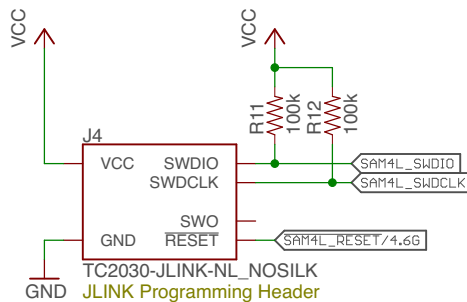 VCC
VCC
R11
100k
R12
100k
J4
VCC
SWDIO
SAM4L_SWDIO
SWDCLK
SAM4L_SWDCLK
SWO
GND
RESET
SAM4L_RESET/4.6G
GND
TC2030-JLINK-NL_NOSILK
JLINK Programming Header